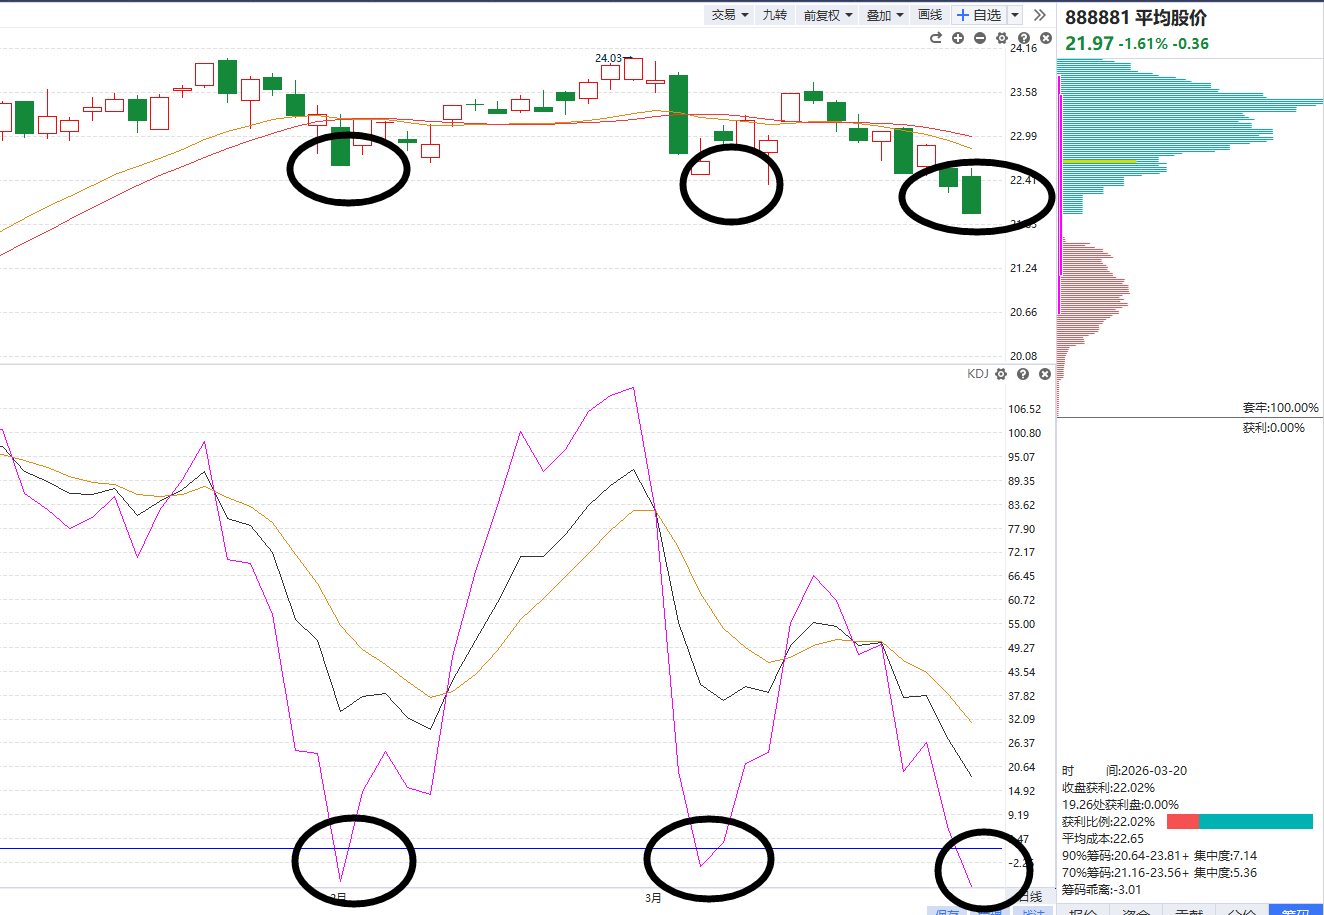 交易 九转 前复权 叠加 画线 自选
888881 平均股价
21.97 -1.61% -0.36
24.03
24.16
23.58
22.99
22.41
21.24
20.66
20.08
KDJ
106.52
100.80
95.07
89.35
83.62
77.90
72.17
66.45
60.72
55.00
49.27
43.54
37.82
32.09
26.37
20.64
14.92
9.19
3月
日线
套牢:100.00%
获利:0.00%
时 间:2026-03-20
收盘获利:22.02%
19.26处获利盘:0.00%
获利比例:22.02%
平均成本:22.65
90%筹码:20.64-23.81+ 集中度:7.14
70%筹码:21.16-23.56+ 集中度:5.36
筹码乖离:-3.01